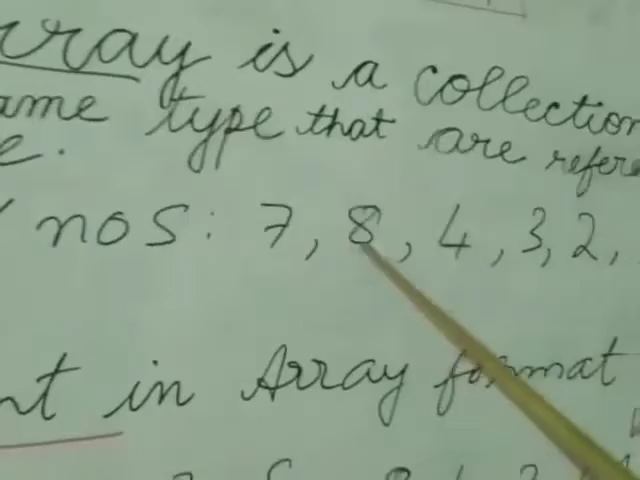 rray is a collection
ame type that are refere
e.
nos: 7, 8, 4, 3, 2,
nt in Array format